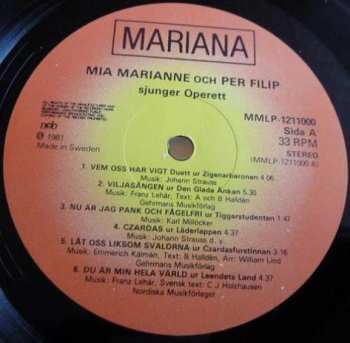 MARIANA
MIA MARIANNE OCH PER FILIP
sjunger Operett
MMLP-1211000
Sida A
33 RPM
STEREO
(MMLP-1211000 A)
ncb
℗ 1981
Made in Sweden
1. VEM OSS HAR VIGT Duett ur Zigenarbaronen 3.14
Musik: Johann Strauss
2. VILJASÅNGEN ur Den Glada Änkan 5.35
Musik: Franz Lehár, Text: A och B Halldén
Gehrmans Musikförlag
3. NU ÄR JAG PANK OCH FÅGELFRI ur Tiggarstudenten 1.47
Musik: Karl Millöcker
4. CZARDAS ur Läderlappen 4.34
Musik: Johann Strauss d. y.
5. LÅT OSS LIKSOM SVALORNA ur Czardasfurstinnan 3.16
Musik: Emmerich Kálmán, Text: B Halldén, Arr: William Lind
Gehrmans Musikförlag
6. DU ÄR MIN HELA VÄRLD ur Leendets Land 4.37
Musik: Franz Lehár, Svensk text: C J Holzhausen
Nordiska Musikförlaget